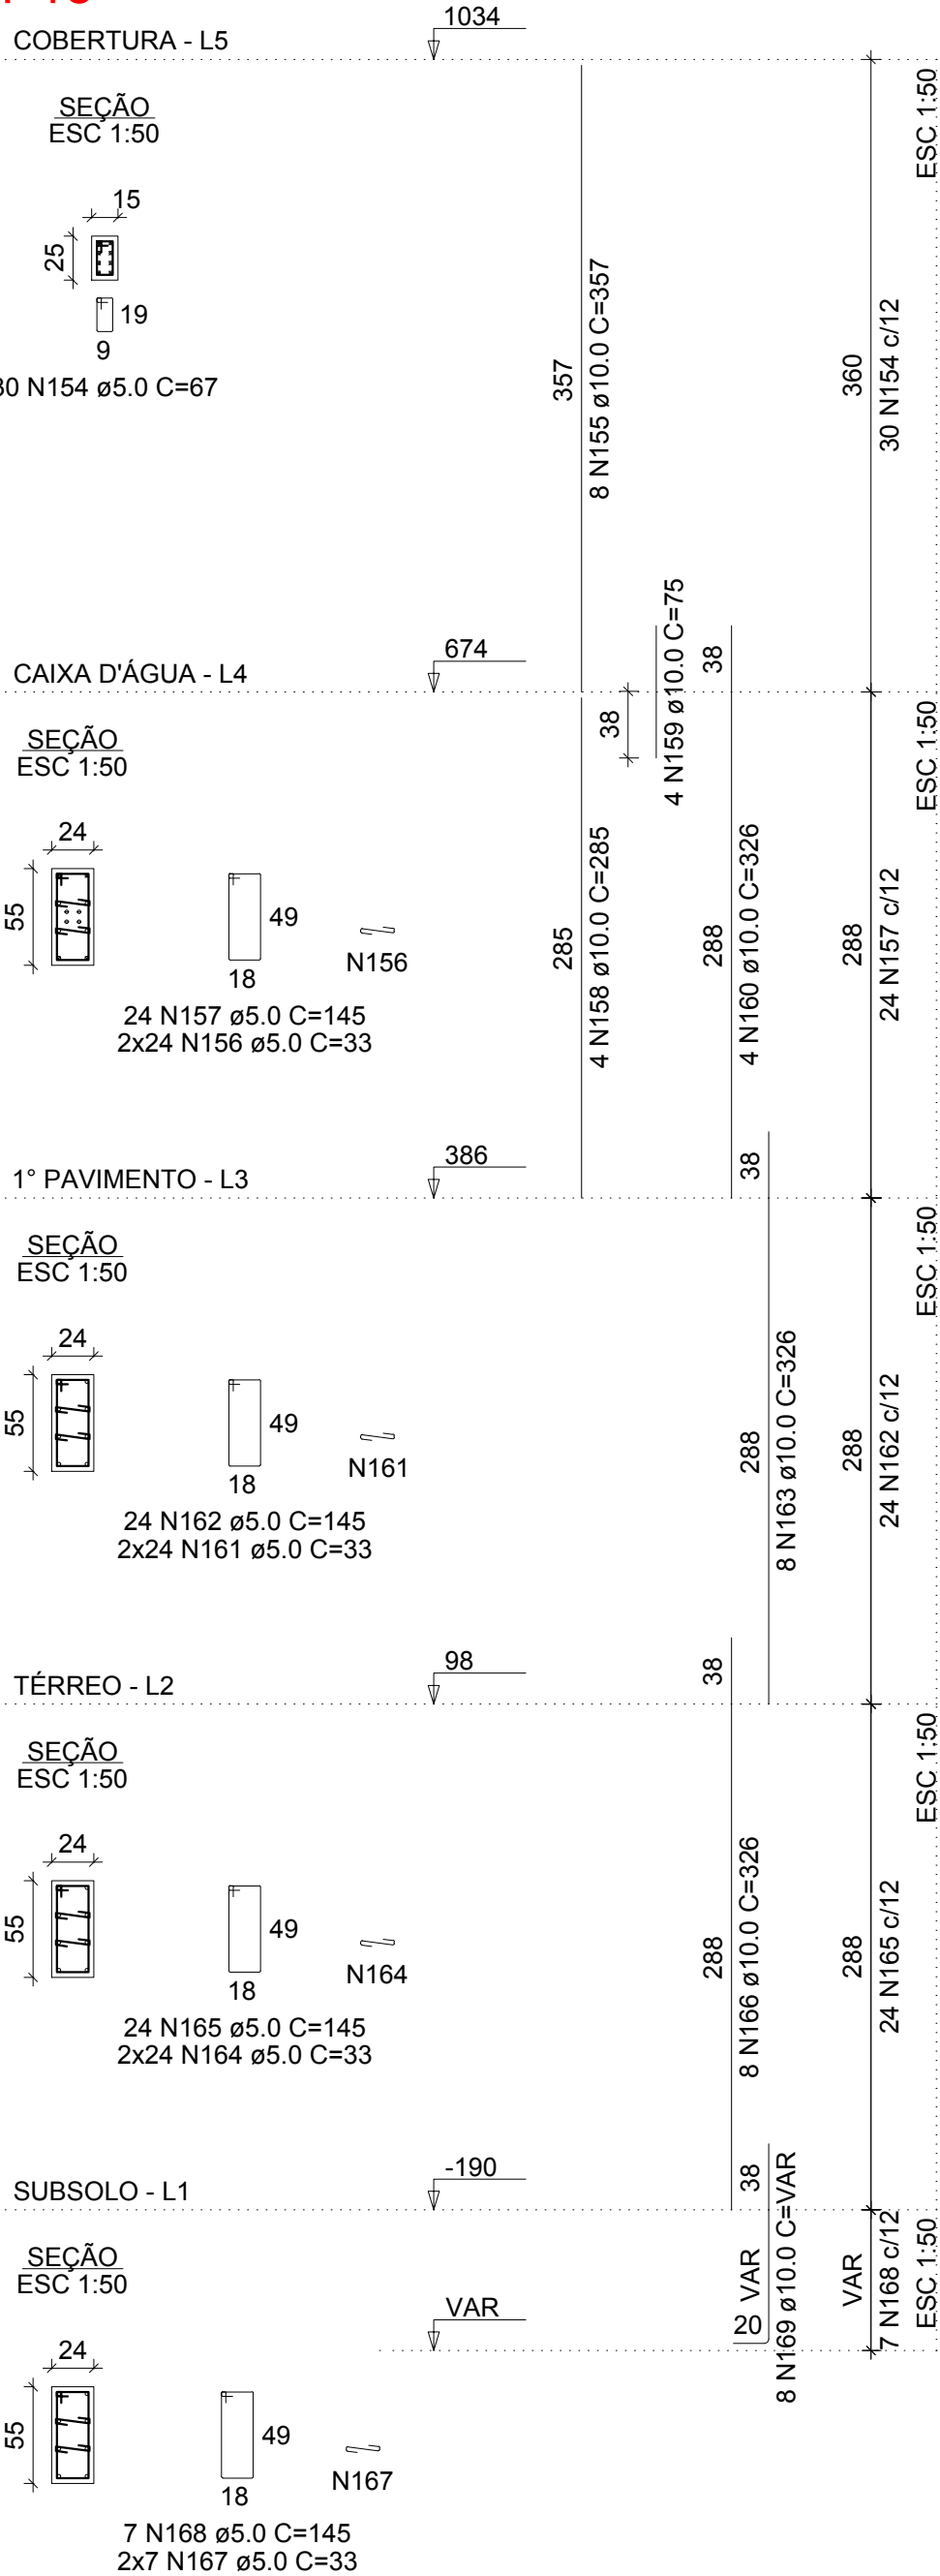 COBERTURA - L5
1034
SEÇÃO
ESC 1:50
15
25
19
9
30 N154 ø5.0 C=67
357
8 N155 ø10.0 C=357
360
30 N154 c/12
ESC 1:50
CAIXA D'ÁGUA - L4
674
38
4 N159 ø10.0 C=75
38
SEÇÃO
ESC 1:50
24
55
49
18
N156
24 N157 ø5.0 C=145
2x24 N156 ø5.0 C=33
285
4 N158 ø10.0 C=285
288
4 N160 ø10.0 C=326
288
24 N157 c/12
ESC 1:50
1° PAVIMENTO - L3
386
38
SEÇÃO
ESC 1:50
24
55
49
18
N161
24 N162 ø5.0 C=145
2x24 N161 ø5.0 C=33
288
8 N163 ø10.0 C=326
288
24 N162 c/12
ESC 1:50
TÉRREO - L2
98
38
SEÇÃO
ESC 1:50
24
55
49
18
N164
24 N165 ø5.0 C=145
2x24 N164 ø5.0 C=33
288
8 N166 ø10.0 C=326
288
24 N165 c/12
ESC 1:50
SUBSOLO - L1
-190
38
SEÇÃO
ESC 1:50
VAR
20
VAR
8 N169 ø10.0 C=VAR
VAR
7 N168 c/12
ESC 1:50
24
55
49
18
N167
7 N168 ø5.0 C=145
2x7 N167 ø5.0 C=33